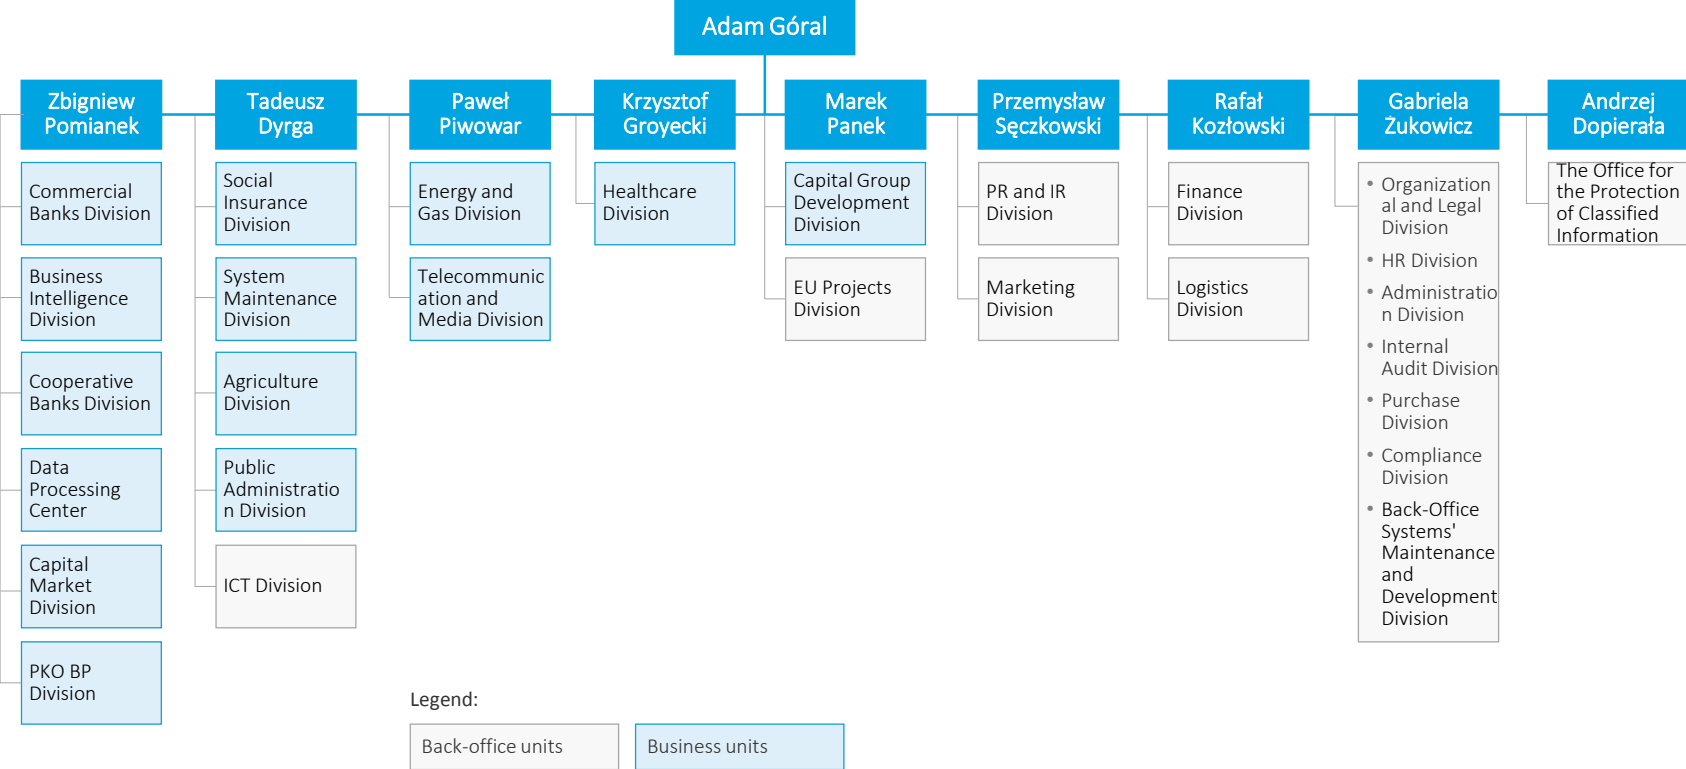 Adam Góral
Zbigniew
Pomianek
Tadeusz
Dyrga
Paweł
Piwowar
Krzysztof
Groyecki
Marek
Panek
Przemysław
Sęczkowski
Rafał
Kozłowski
Gabriela
Żukowicz
Andrzej
Dopierała
Commercial
Banks Division
Business
Intelligence
Division
Cooperative
Banks Division
Data
Processing
Center
Capital
Market
Division
PKO BP
Division
Social
Insurance
Division
System
Maintenance
Division
Agriculture
Division
Public
Administratio
n Division
ICT Division
Energy and
Gas Division
Telecommunic
ation and
Media Division
Healthcare
Division
Capital Group
Development
Division
EU Projects
Division
PR and IR
Division
Marketing
Division
Finance
Division
Logistics
Division
• Organization
al and Legal
Division
• HR Division
• Administratio
n Division
• Internal
Audit Division
• Purchase
Division
• Compliance
Division
• Back-Office
Systems'
Maintenance
and
Development
Division
The Office for
the Protection
of Classified
Information
Legend:
Back-office units
Business units